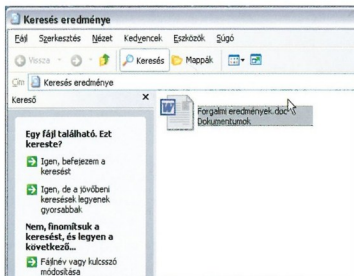 Keresés eredménye
Fájl Szerkesztés Nézet Kedvencek Eszközök Súgó
Vissza Keresés Mappák
Cím Keresés eredménye
Kereső
Forgalmi eredmények.doc
Dokumentumok
Egy fájl található. Ezt
kereste?
Igen, befejezem a
keresést
Igen, de a jövőbeni
keresések legyenek
gyorsabbak
Nem, finomítsuk a
keresést, és legyen a
következő...
Fájlnév vagy kulcsszó
módosítása